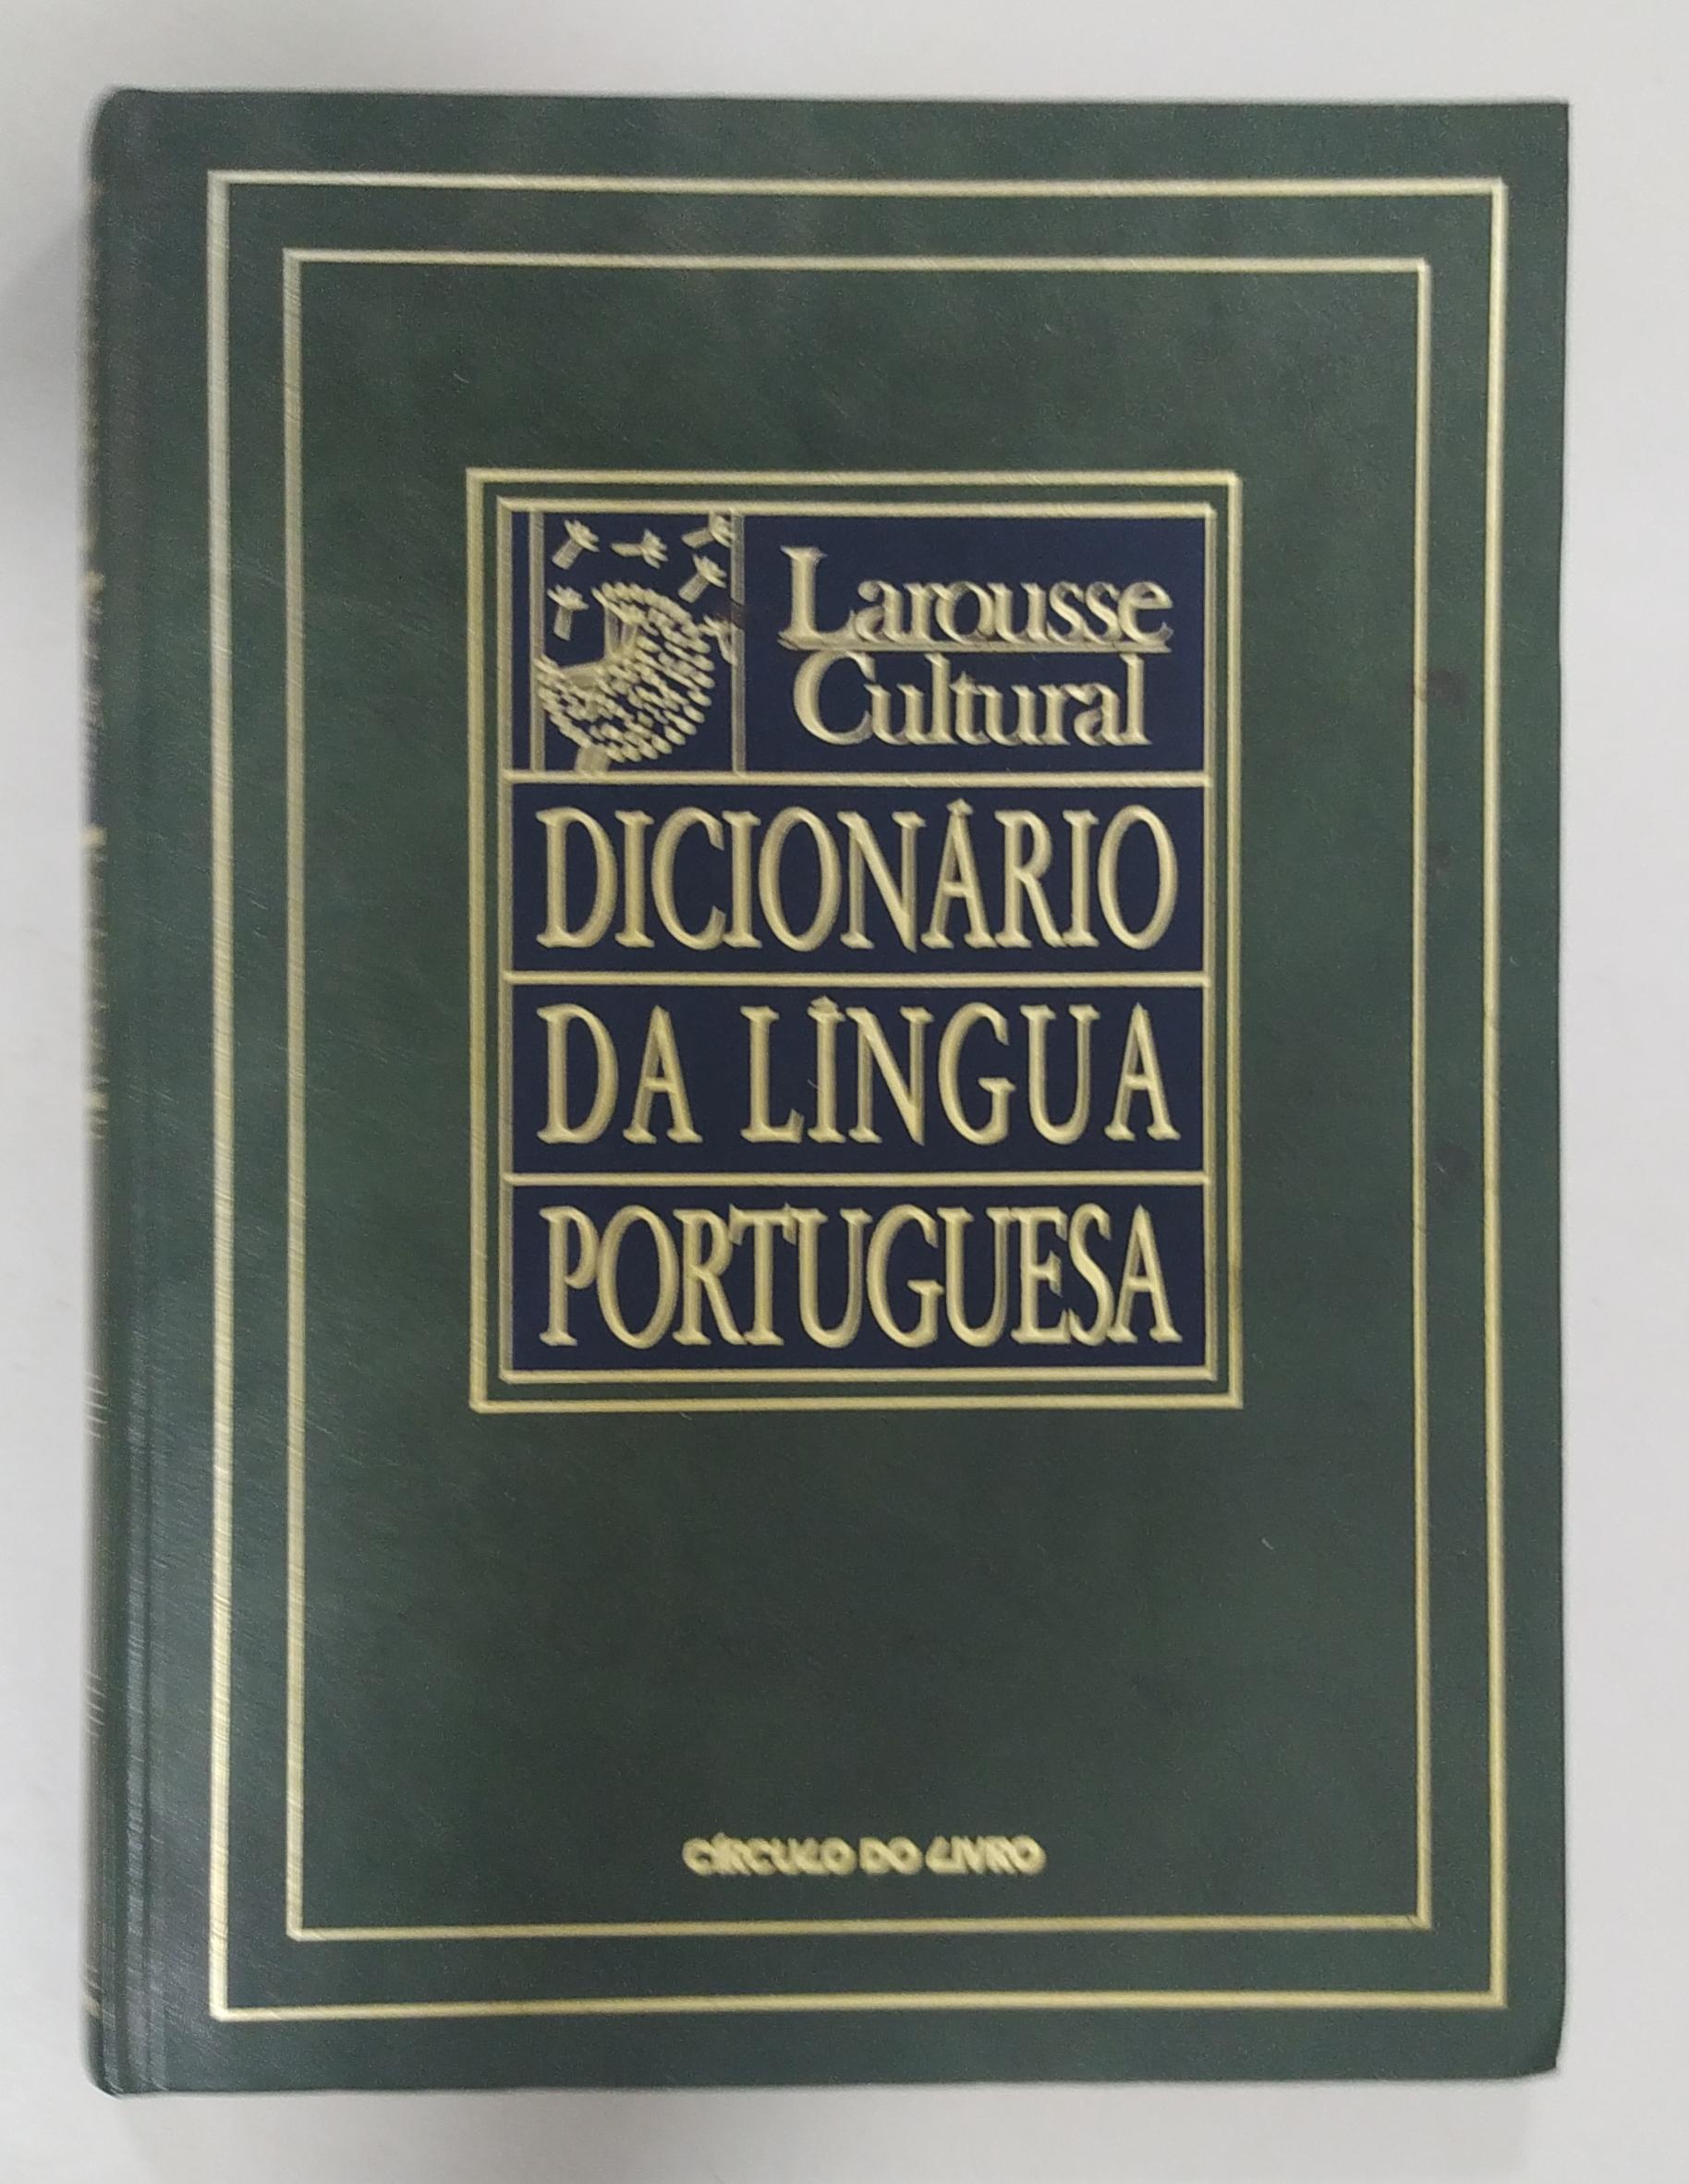 Larousse
Cultural
DICIONÁRIO
DA LÍNGUA
PORTUGUESA
CÍRCULO DO LIVRO